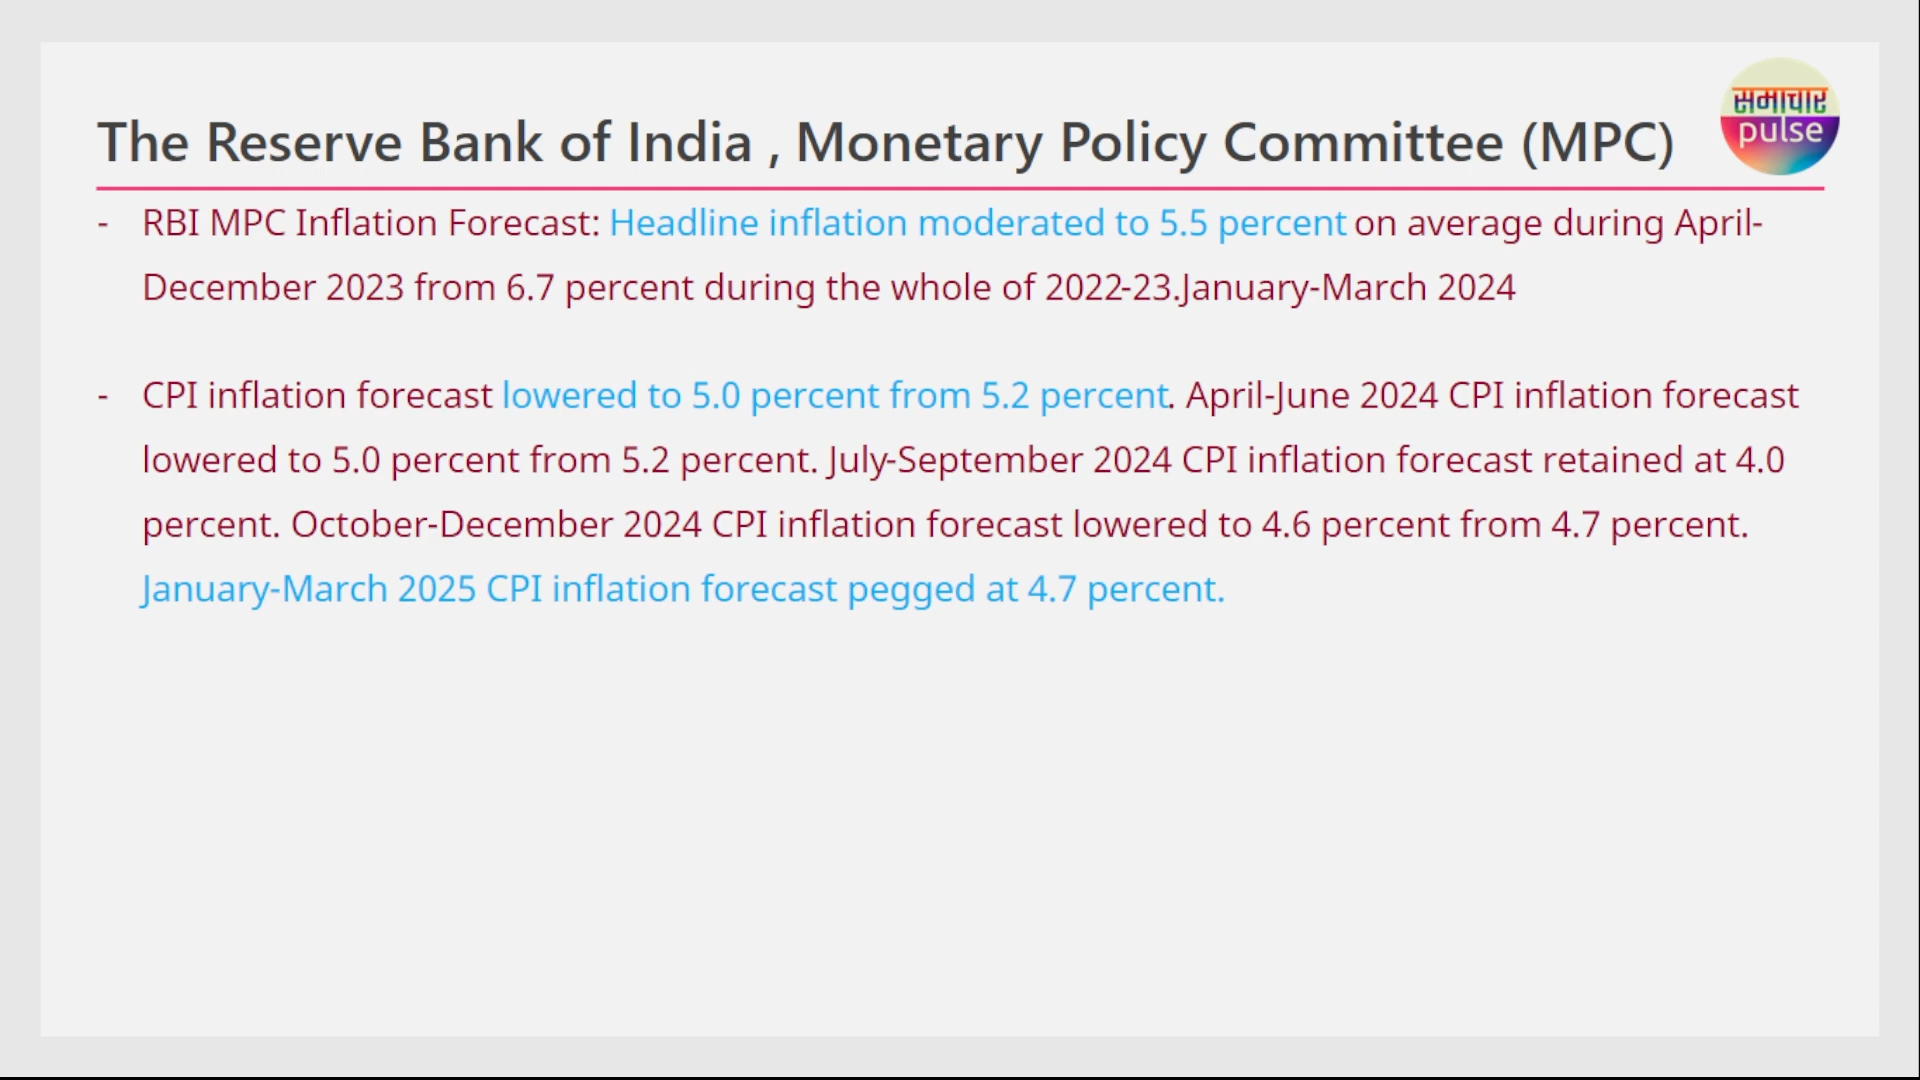 The Reserve Bank of India , Monetary Policy Committee (MPC)
समाचार
pulse
- RBI MPC Inflation Forecast: Headline inflation moderated to 5.5 percent on average during April-
December 2023 from 6.7 percent during the whole of 2022-23.January-March 2024
- CPI inflation forecast lowered to 5.0 percent from 5.2 percent. April-June 2024 CPI inflation forecast
lowered to 5.0 percent from 5.2 percent. July-September 2024 CPI inflation forecast retained at 4.0
percent. October-December 2024 CPI inflation forecast lowered to 4.6 percent from 4.7 percent.
January-March 2025 CPI inflation forecast pegged at 4.7 percent.